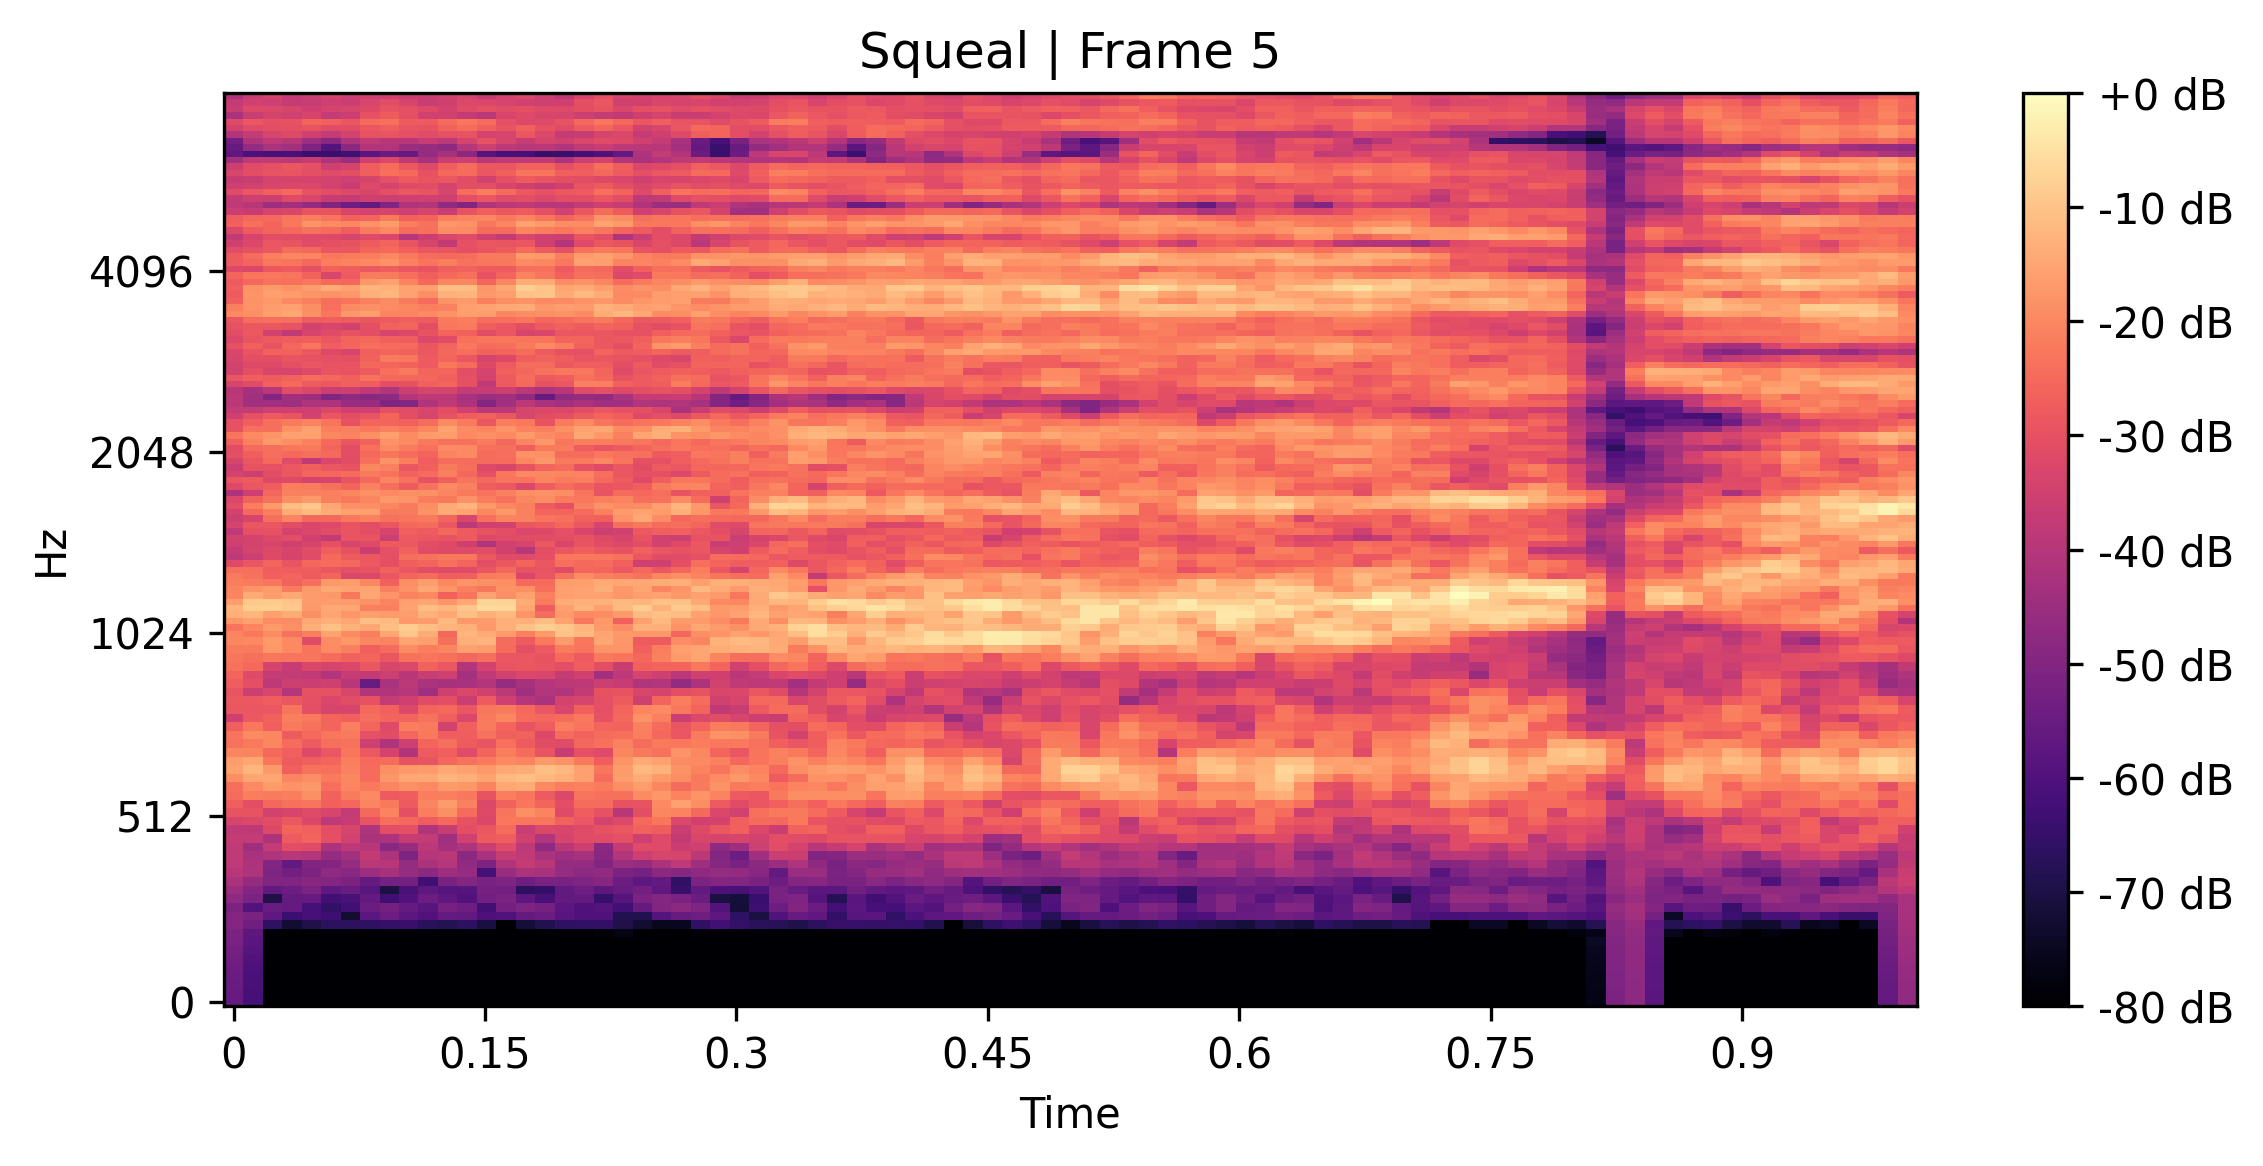 Squeal | Frame 5
+0 dB
-10 dB
-20 dB
-30 dB
-40 dB
-50 dB
-60 dB
-70 dB
-80 dB
Hz
4096
2048
1024
512
0
0 0.15 0.3 0.45 0.6 0.75 0.9
Time